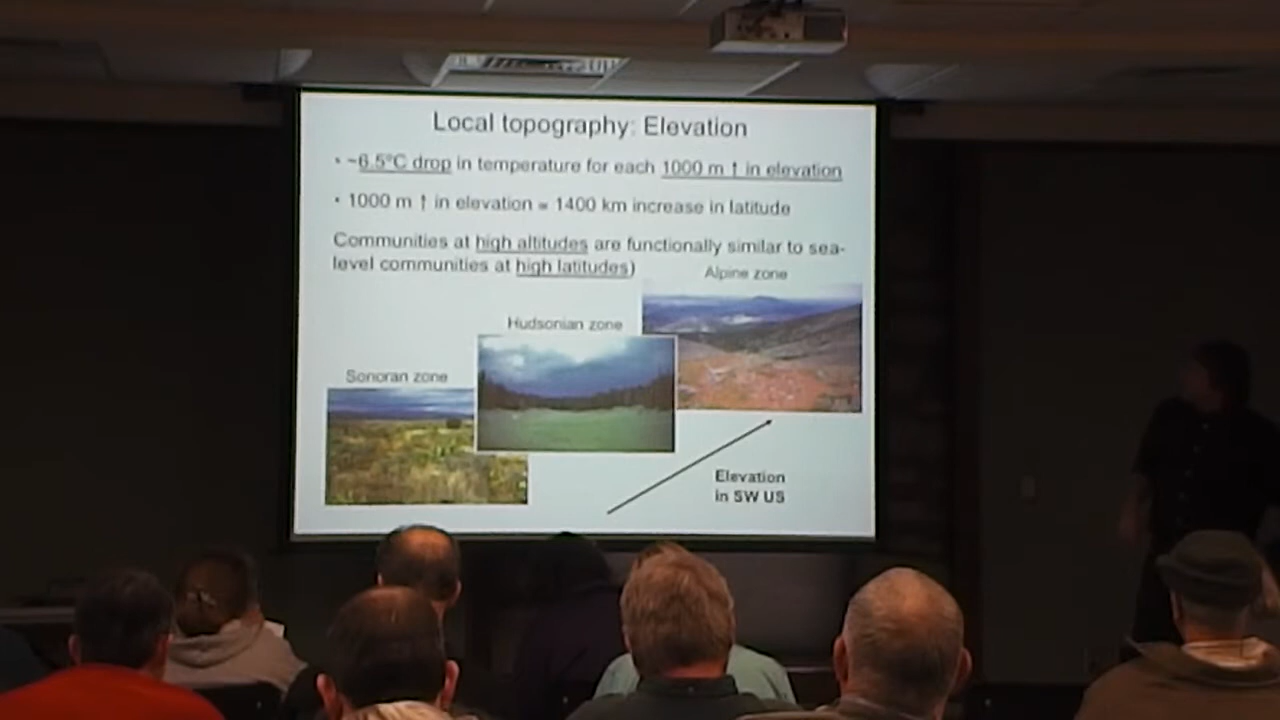 Local topography: Elevation
• ~6.5°C drop in temperature for each 1000 m ↑ in elevation
• 1000 m ↑ in elevation = 1400 km increase in latitude
Communities at high altitudes are functionally similar to sea-
level communities at high latitudes)
Alpine zone
Hudsonian zone
Sonoran zone
Elevation
in SW US